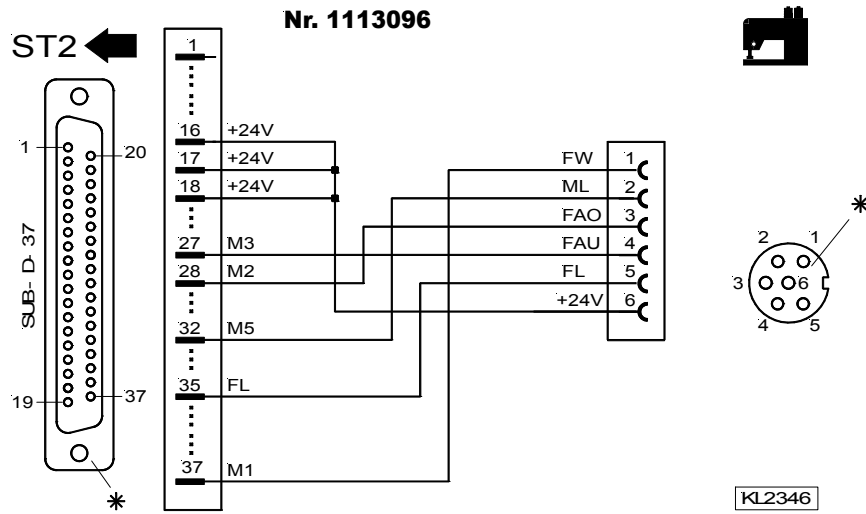 Nr. 1113096
ST2
1
20
19
37
SUB-D-37
1
16 +24V
17 +24V
18 +24V
27 M3
28 M2
32 M5
35 FL
37 M1
FW 1
ML 2
FAO 3
FAU 4
FL 5
+24V 6
*
2 1
3 6
4 5
*
KL2346